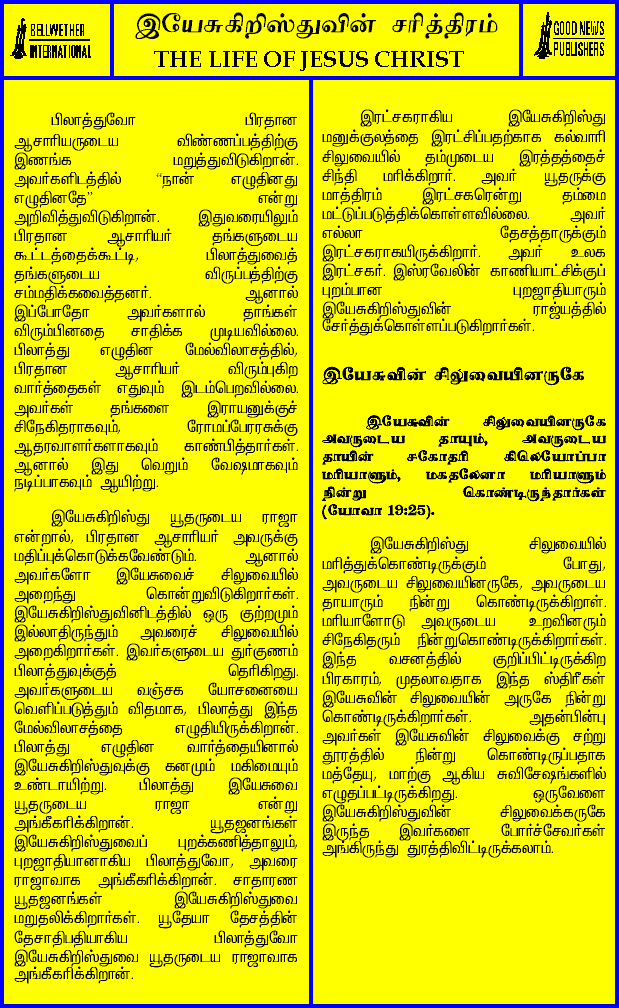 BELLWETHER
INTERNATIONAL
இயேசுகிறிஸ்துவின் சரித்திரம்
THE LIFE OF JESUS CHRIST
GOOD NEWS
PUBLISHERS
பிலாத்துவோ பிரதான
ஆசாரியருடைய விண்ணப்பத்திற்கு
இணங்க மறுத்துவிடுகிறான்.
அவர்களிடத்தில் “நான் எழுதினது
எழுதினதே” என்று
அறிவித்துவிடுகிறான். இதுவரையிலும்
பிரதான ஆசாரியர் தங்களுடைய
கூட்டத்தைக்கூட்டி, பிலாத்துவைத்
தங்களுடைய விருப்பத்திற்கு
சம்மதிக்கவைத்தனர். ஆனால்
இப்போதோ அவர்களால் தாங்கள்
விரும்பினதை சாதிக்க முடியவில்லை.
பிலாத்து எழுதின மேல்விலாசத்தில்,
பிரதான ஆசாரியர் விரும்புகிற
வார்த்தைகள் எதுவும் இடம்பெறவில்லை.
அவர்கள் தங்களை இராயனுக்குச்
சிநேகிதராகவும், ரோமப்பேரரசுக்கு
ஆதரவாளர்களாகவும் காண்பித்தார்கள்.
ஆனால் இது வெறும் வேஷமாகவும்
நடிப்பாகவும் ஆயிற்று.
இயேசுகிறிஸ்து யூதருடைய ராஜா
என்றால், பிரதான ஆசாரியர் அவருக்கு
மதிப்புக்கொடுக்கவேண்டும். ஆனால்
அவர்களோ இயேசுவைச் சிலுவையில்
அறைந்து கொன்றுவிடுகிறார்கள்.
இயேசுகிறிஸ்துவினிடத்தில் ஒரு குற்றமும்
இல்லாதிருந்தும் அவரைச் சிலுவையில்
அறைகிறார்கள். இவர்களுடைய துர்குணம்
பிலாத்துவுக்குத் தெரிகிறது.
அவர்களுடைய வஞ்சக யோசனையை
வெளிப்படுத்தும் விதமாக, பிலாத்து இந்த
மேல்விலாசத்தை எழுதியிருக்கிறான்.
பிலாத்து எழுதின வார்த்தையினால்
இயேசுகிறிஸ்துவுக்கு கனமும் மகிமையும்
உண்டாயிற்று. பிலாத்து இயேசுவை
யூதருடைய ராஜா என்று
அங்கீகரிக்கிறான். யூதஜனங்கள்
இயேசுகிறிஸ்துவைப் புறக்கணித்தாலும்,
புறஜாதியானாகிய பிலாத்துவோ, அவரை
ராஜாவாக அங்கீகரிக்கிறான். சாதாரண
யூதஜனங்கள் இயேசுகிறிஸ்துவை
மறுதலிக்கிறார்கள். யூதேயா தேசத்தின்
தேசாதிபதியாகிய பிலாத்துவோ
இயேசுகிறிஸ்துவை யூதருடைய ராஜாவாக
அங்கீகரிக்கிறான்.
இரட்சகராகிய இயேசுகிறிஸ்து
மனுக்குலத்தை இரட்சிப்பதற்காக கல்வாரி
சிலுவையில் தம்முடைய இரத்தத்தைச்
சிந்தி மரிக்கிறார். அவர் யூதருக்கு
மாத்திரம் இரட்சகரென்று தம்மை
மட்டுப்படுத்திக்கொள்ளவில்லை. அவர்
எல்லா தேசத்தாருக்கும்
இரட்சகராகயிருக்கிறார். அவர் உலக
இரட்சகர். இஸ்ரவேலின் காணியாட்சிக்குப்
புறம்பான புறஜாதியாரும்
இயேசுகிறிஸ்துவின் ராஜ்யத்தில்
சேர்த்துக்கொள்ளப்படுகிறார்கள்.
இயேசுவின் சிலுவையினருகே
இயேசுவின் சிலுவையினருகே
அவருடைய தாயும், அவருடைய
தாயின் சகோதரி கிலெயோப்பா
மரியாளும், மகதலேனா மரியாளும்
நின்று கொண்டிருந்தார்கள்
(யோவா 19:25).
இயேசுகிறிஸ்து சிலுவையில்
மரித்துக்கொண்டிருக்கும் போது,
அவருடைய சிலுவையினருகே, அவருடைய
தாயாரும் நின்று கொண்டிருக்கிறாள்.
மரியாளோடு அவருடைய உறவினரும்
சிநேகிதரும் நின்றுகொண்டிருக்கிறார்கள்.
இந்த வசனத்தில் குறிப்பிட்டிருக்கிற
பிரகாரம், முதலாவதாக இந்த ஸ்திரீகள்
இயேசுவின் சிலுவையின் அருகே நின்று
கொண்டிருக்கிறார்கள். அதன்பின்பு
அவர்கள் இயேசுவின் சிலுவைக்கு சற்று
தூரத்தில் நின்று கொண்டிருப்பதாக
மத்தேயு, மாற்கு ஆகிய சுவிசேஷங்களில்
எழுதப்பட்டிருக்கிறது. ஒருவேளை
இயேசுகிறிஸ்துவின் சிலுவைக்கருகே
இருந்த இவர்களை போர்ச்சேவர்கள்
அங்கிருந்து துரத்திவிட்டிருக்கலாம்.